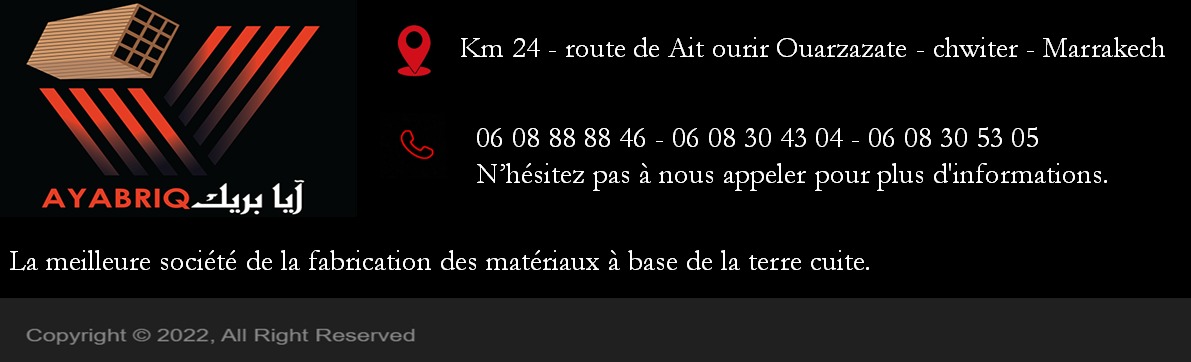 Km 24 - route de Ait ourir Ouarzazate - chwiter - Marrakech
06 08 88 88 46 - 06 08 30 43 04 - 06 08 30 53 05
N’hésitez pas à nous appeler pour plus d'informations.
AYABRIQ آيا بريك
La meilleure société de la fabrication des matériaux à base de la terre cuite.
Copyright © 2022, All Right Reserved